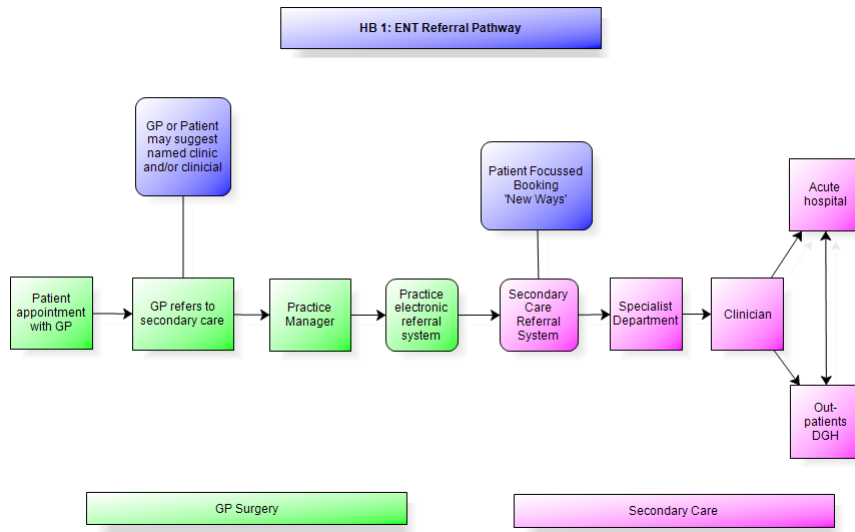 HB 1: ENT Referral Pathway
GP or Patient
may suggest
named clinic
and/or clinicial
Patient Focussed
Booking
'New Ways'
Acute
hospital
Patient
appointment
with GP
GP refers to
secondary care
Practice
Manager
Practice
electronic
referral
system
Secondary
Care
Referral
System
Specialist
Department
Clinician
Out-
patients
DGH
GP Surgery
Secondary Care